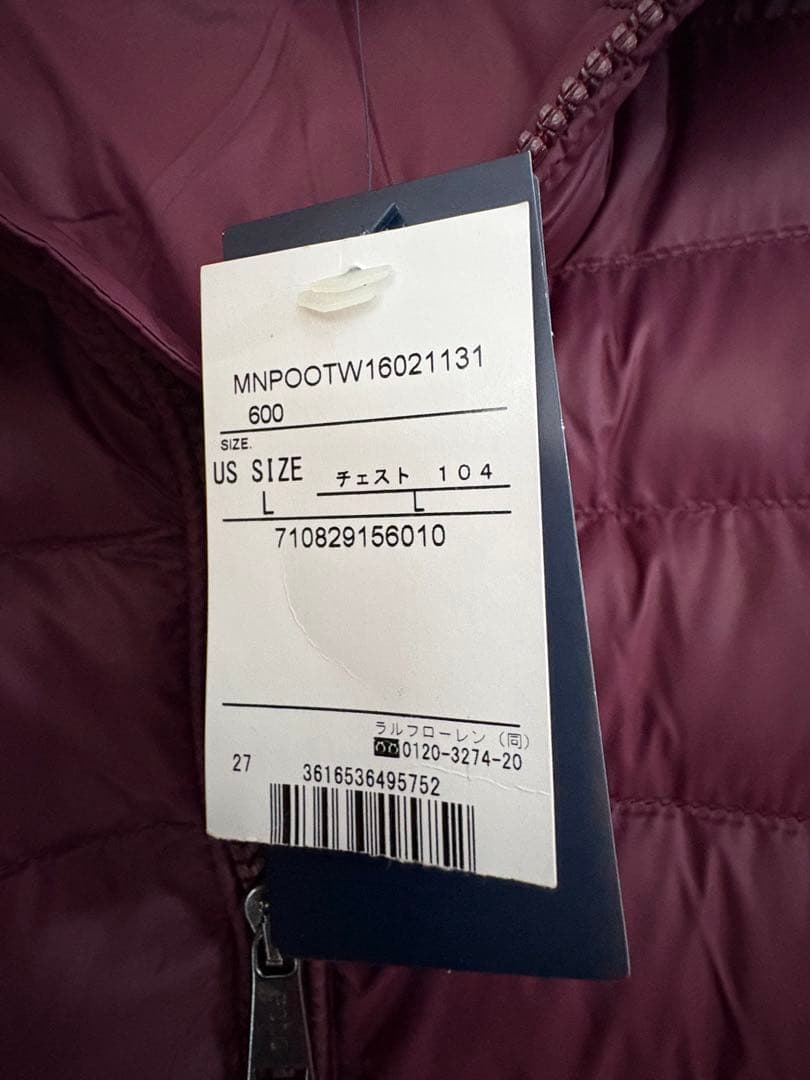 MNPOOTW16021131
600
SIZE.
US SIZE チェスト 104
L L
710829156010
ラルフローレン (同)
0120-3274-20
27
3616536495752